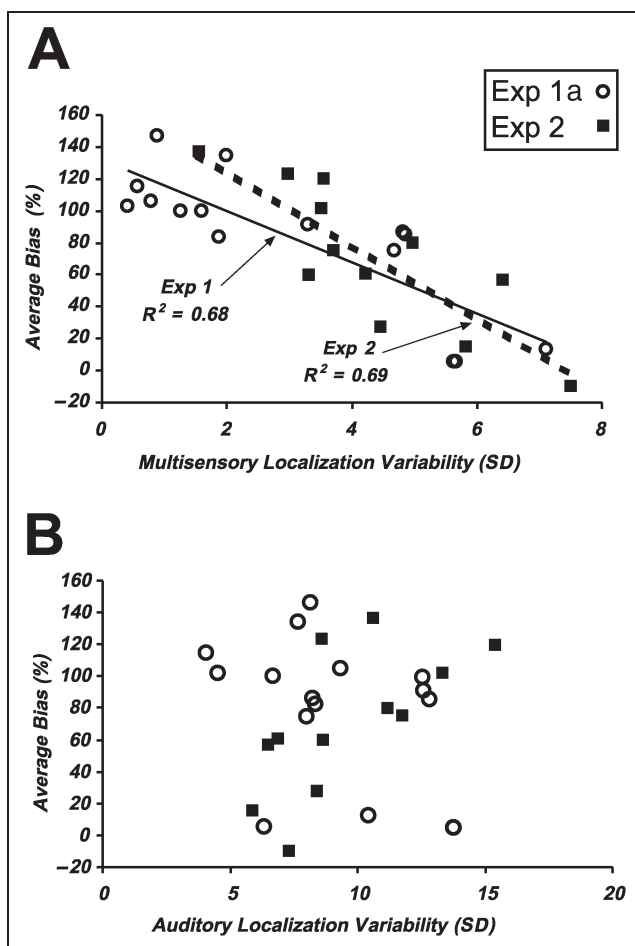 A
Exp 1a
Exp 2
160
140
120
100
80
60
40
20
0
–20
Average Bias (%)
Exp 1
R² = 0.68
Exp 2
R² = 0.69
0 2 4 6 8
Multisensory Localization Variability (SD)
B
160
140
120
100
80
60
40
20
0
–20
Average Bias (%)
0 5 10 15 20
Auditory Localization Variability (SD)